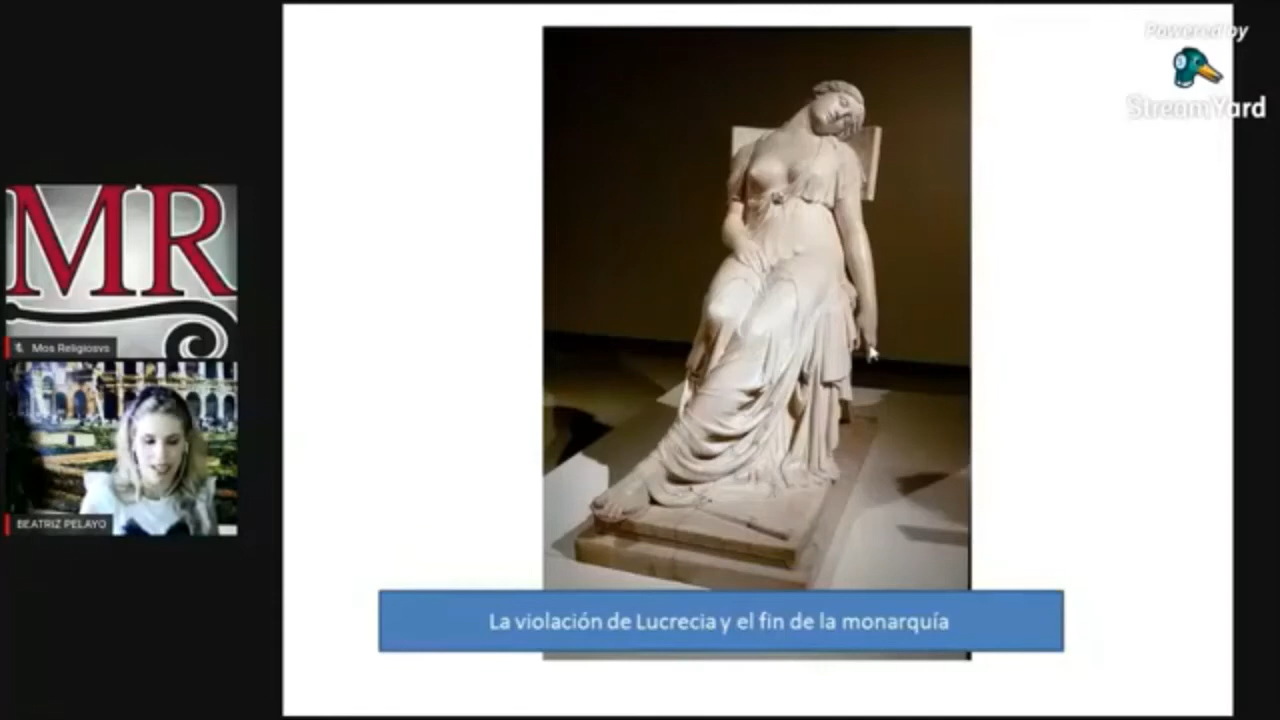 Powered by
StreamYard
MR
Mos Religiosvs
BEATRIZ PELAYO
La violación de Lucrecia y el fin de la monarquía